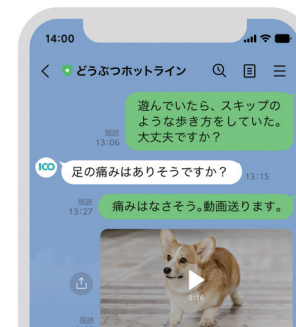 14:00
どうぶつホットライン
遊んでいたら、スキップの
ような歩き方をしていた。
大丈夫ですか？
既読
13:06
ICO
足の痛みはありそうですか？
13:15
既読
13:27
痛みはなさそう。動画送ります。
0:16
既読